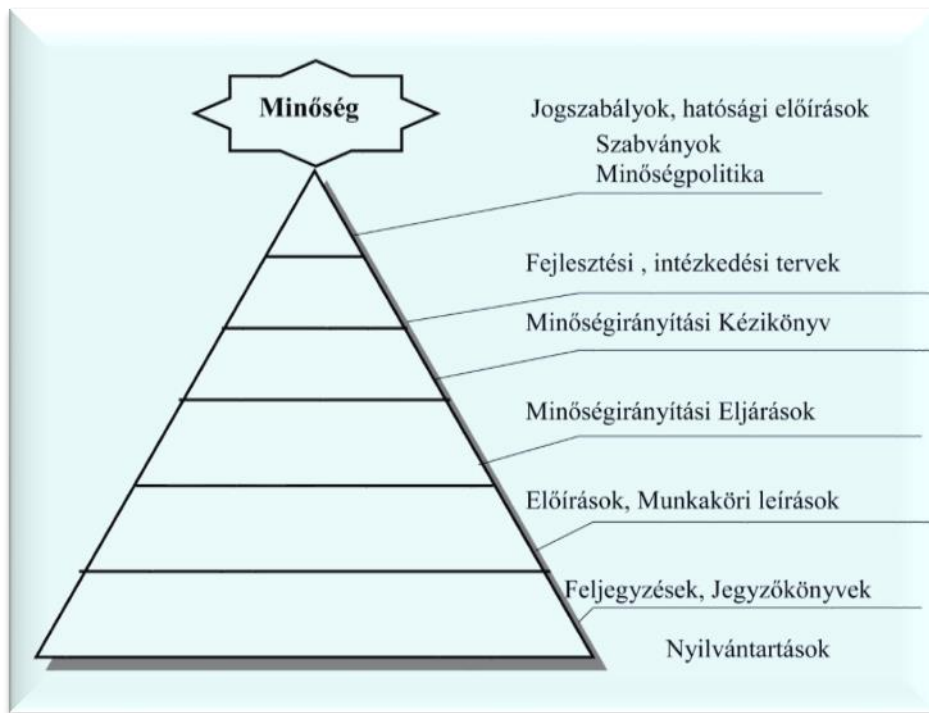 Minőség
Jogszabályok, hatósági előírások
Szabványok
Minőségpolitika
Fejlesztési , intézkedési tervek
Minőségirányítási Kézikönyv
Minőségirányítási Eljárások
Előírások, Munkaköri leírások
Feljegyzések, Jegyzőkönyvek
Nyilvántartások